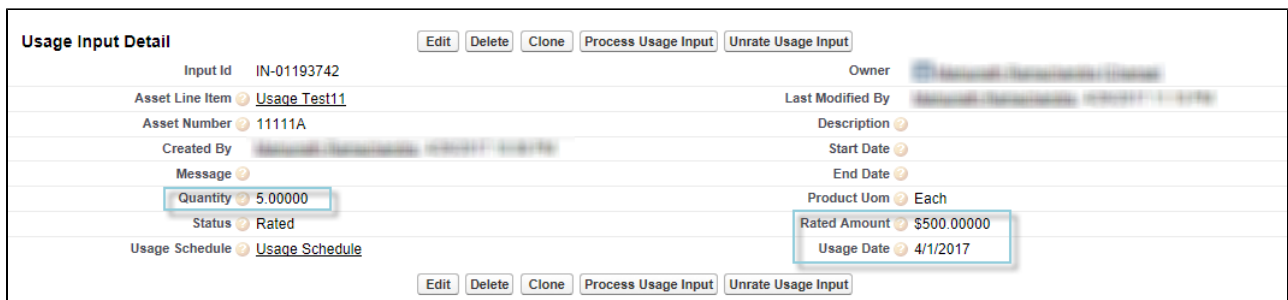 Usage Input Detail Edit Delete Clone Process Usage Input Unrate Usage Input
Input Id IN-01193742 Owner
Asset Line Item Usage Test11 Last Modified By
Asset Number 11111A Description
Created By Start Date
Message End Date
Quantity 5.00000 Product Uom Each
Status Rated Rated Amount $500.00000
Usage Schedule Usage Schedule Usage Date 4/1/2017
Edit Delete Clone Process Usage Input Unrate Usage Input